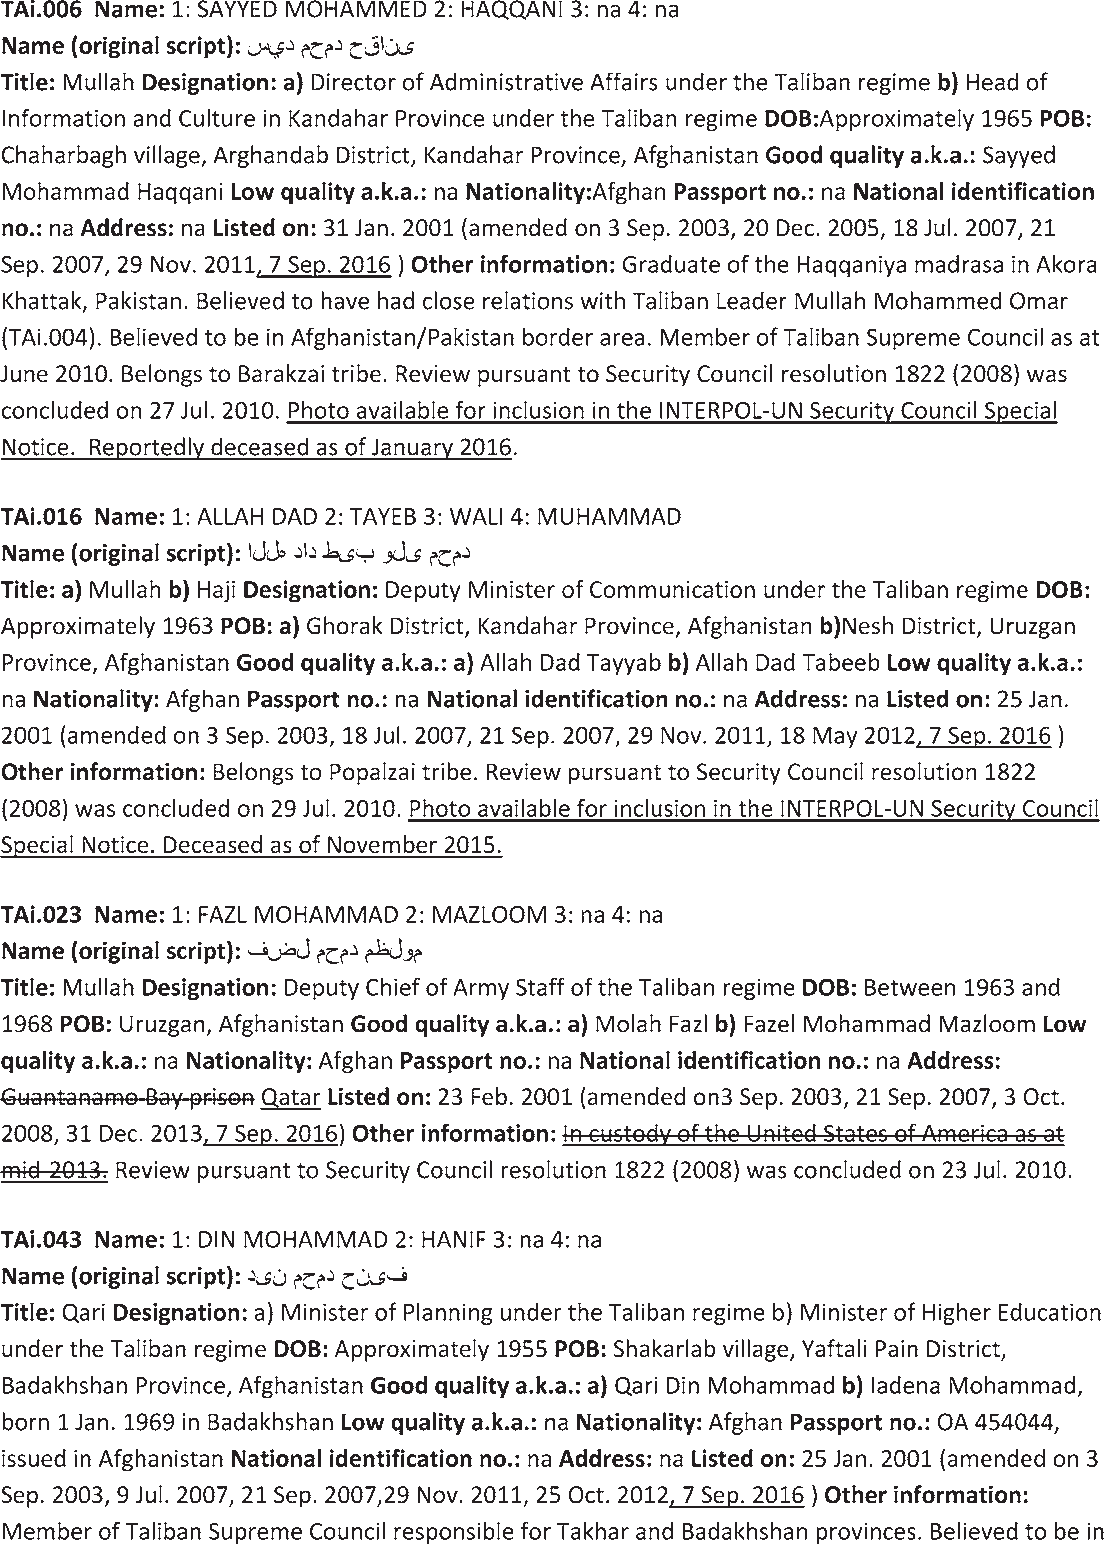 TAi.006 Name: 1: SAYYED MOHAMMED 2: HAQQANI 3: na 4: na
Name (original script): سید محمد حقانی
Title: Mullah Designation: a) Director of Administrative Affairs under the Taliban regime b) Head of
Information and Culture in Kandahar Province under the Taliban regime DOB:Approximately 1965 POB:
Chaharbagh village, Arghandab District, Kandahar Province, Afghanistan Good quality a.k.a.: Sayyed
Mohammad Haqqani Low quality a.k.a.: na Nationality:Afghan Passport no.: na National identification
no.: na Address: na Listed on: 31 Jan. 2001 (amended on 3 Sep. 2003, 20 Dec. 2005, 18 Jul. 2007, 21
Sep. 2007, 29 Nov. 2011, 7 Sep. 2016 ) Other information: Graduate of the Haqqaniya madrasa in Akora
Khattak, Pakistan. Believed to have had close relations with Taliban Leader Mullah Mohammed Omar
(TAi.004). Believed to be in Afghanistan/Pakistan border area. Member of Taliban Supreme Council as at
June 2010. Belongs to Barakzai tribe. Review pursuant to Security Council resolution 1822 (2008) was
concluded on 27 Jul. 2010. Photo available for inclusion in the INTERPOL-UN Security Council Special
Notice. Reportedly deceased as of January 2016.
TAi.016 Name: 1: ALLAH DAD 2: TAYEB 3: WALI 4: MUHAMMAD
Name (original script): الله داد طیب ولی محمد
Title: a) Mullah b) Haji Designation: Deputy Minister of Communication under the Taliban regime DOB:
Approximately 1963 POB: a) Ghorak District, Kandahar Province, Afghanistan b)Nesh District, Uruzgan
Province, Afghanistan Good quality a.k.a.: a) Allah Dad Tayyab b) Allah Dad Tabeeb Low quality a.k.a.:
na Nationality: Afghan Passport no.: na National identification no.: na Address: na Listed on: 25 Jan.
2001 (amended on 3 Sep. 2003, 18 Jul. 2007, 21 Sep. 2007, 29 Nov. 2011, 18 May 2012, 7 Sep. 2016 )
Other information: Belongs to Popalzai tribe. Review pursuant to Security Council resolution 1822
(2008) was concluded on 29 Jul. 2010. Photo available for inclusion in the INTERPOL-UN Security Council
Special Notice. Deceased as of November 2015.
TAi.023 Name: 1: FAZL MOHAMMAD 2: MAZLOOM 3: na 4: na
Name (original script): فضل محمد مظلوم
Title: Mullah Designation: Deputy Chief of Army Staff of the Taliban regime DOB: Between 1963 and
1968 POB: Uruzgan, Afghanistan Good quality a.k.a.: a) Molah Fazl b) Fazel Mohammad Mazloom Low
quality a.k.a.: na Nationality: Afghan Passport no.: na National identification no.: na Address:
Guantanamo Bay prison Qatar Listed on: 23 Feb. 2001 (amended on3 Sep. 2003, 21 Sep. 2007, 3 Oct.
2008, 31 Dec. 2013, 7 Sep. 2016) Other information: In custody of the United States of America as at
mid-2013. Review pursuant to Security Council resolution 1822 (2008) was concluded on 23 Jul. 2010.
TAi.043 Name: 1: DIN MOHAMMAD 2: HANIF 3: na 4: na
Name (original script): دین محمد حنیف
Title: Qari Designation: a) Minister of Planning under the Taliban regime b) Minister of Higher Education
under the Taliban regime DOB: Approximately 1955 POB: Shakarlab village, Yaftali Pain District,
Badakhshan Province, Afghanistan Good quality a.k.a.: a) Qari Din Mohammad b) Iadena Mohammad,
born 1 Jan. 1969 in Badakhshan Low quality a.k.a.: na Nationality: Afghan Passport no.: OA 454044,
issued in Afghanistan National identification no.: na Address: na Listed on: 25 Jan. 2001 (amended on 3
Sep. 2003, 9 Jul. 2007, 21 Sep. 2007,29 Nov. 2011, 25 Oct. 2012, 7 Sep. 2016 ) Other information:
Member of Taliban Supreme Council responsible for Takhar and Badakhshan provinces. Believed to be in